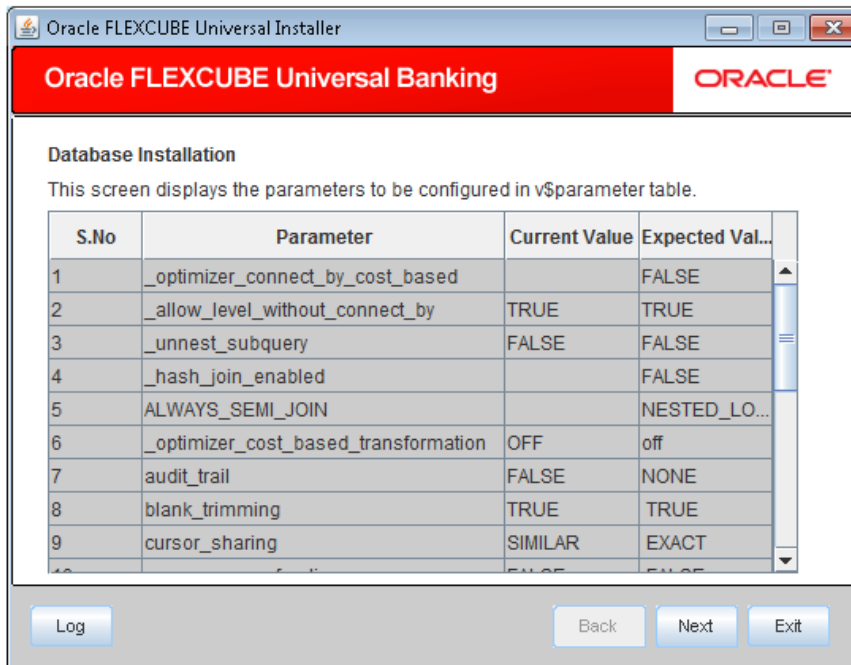 Oracle FLEXCUBE Universal Installer
Oracle FLEXCUBE Universal Banking ORACLE
Database Installation
This screen displays the parameters to be configured in v$parameter table.
S.No Parameter Current Value Expected Val...
1 _optimizer_connect_by_cost_based FALSE
2 _allow_level_without_connect_by TRUE TRUE
3 _unnest_subquery FALSE FALSE
4 _hash_join_enabled FALSE
5 ALWAYS_SEMI_JOIN NESTED_LO...
6 _optimizer_cost_based_transformation OFF off
7 audit_trail FALSE NONE
8 blank_trimming TRUE TRUE
9 cursor_sharing SIMILAR EXACT
Log Back Next Exit